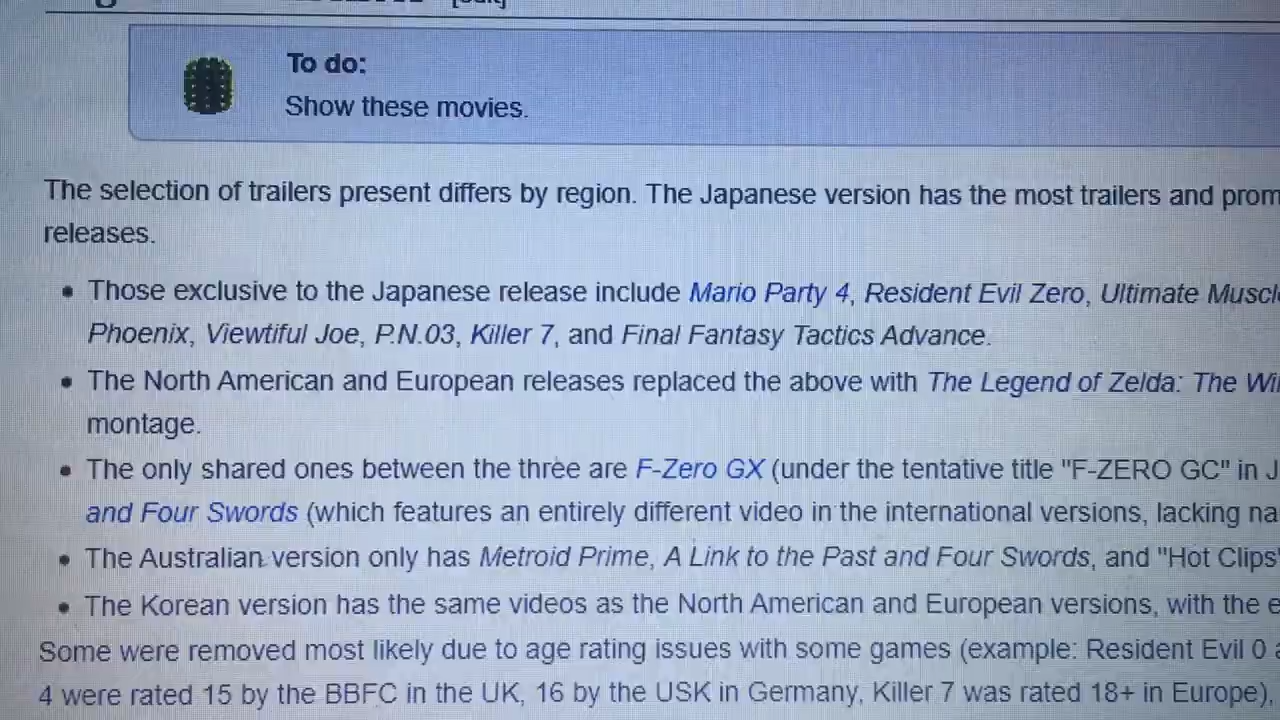 To do:
Show these movies.
The selection of trailers present differs by region. The Japanese version has the most trailers and prom
releases.
Those exclusive to the Japanese release include Mario Party 4, Resident Evil Zero, Ultimate Muscl
Phoenix, Viewtiful Joe, P.N.03, Killer 7, and Final Fantasy Tactics Advance.
The North American and European releases replaced the above with The Legend of Zelda: The Wi
montage.
The only shared ones between the three are F-Zero GX (under the tentative title "F-ZERO GC" in J
and Four Swords (which features an entirely different video in the international versions, lacking na
The Australian version only has Metroid Prime, A Link to the Past and Four Swords, and "Hot Clips"
The Korean version has the same videos as the North American and European versions, with the e
Some were removed most likely due to age rating issues with some games (example: Resident Evil 0 a
4 were rated 15 by the BBFC in the UK, 16 by the USK in Germany, Killer 7 was rated 18+ in Europe),